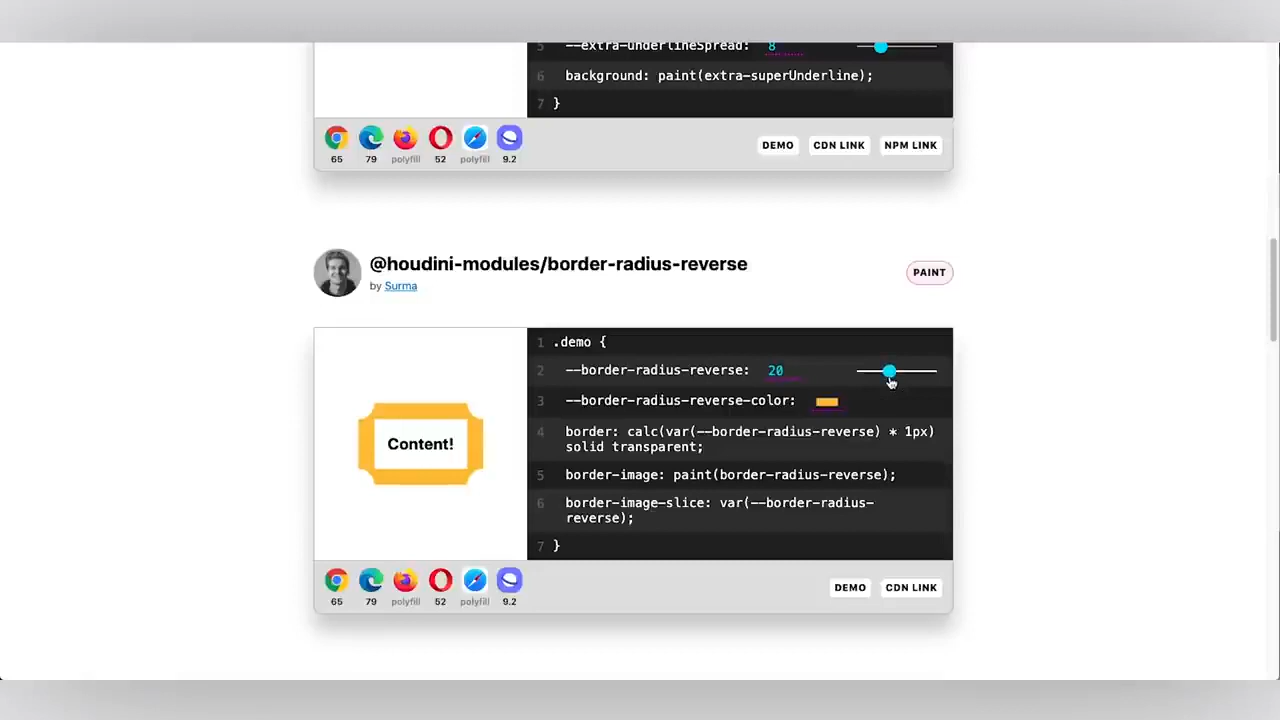 5 --extra-underlineSpread: 8
6 background: paint(extra-superUnderline);
7 }
65 79 polyfill 52 polyfill 9.2
DEMO CDN LINK NPM LINK
@houdini-modules/border-radius-reverse
by Surma
PAINT
Content!
1 .demo {
2 --border-radius-reverse: 20
3 --border-radius-reverse-color:
4 border: calc(var(--border-radius-reverse) * 1px)
solid transparent;
5 border-image: paint(border-radius-reverse);
6 border-image-slice: var(--border-radius-
reverse);
7 }
65 79 polyfill 52 polyfill 9.2
DEMO CDN LINK